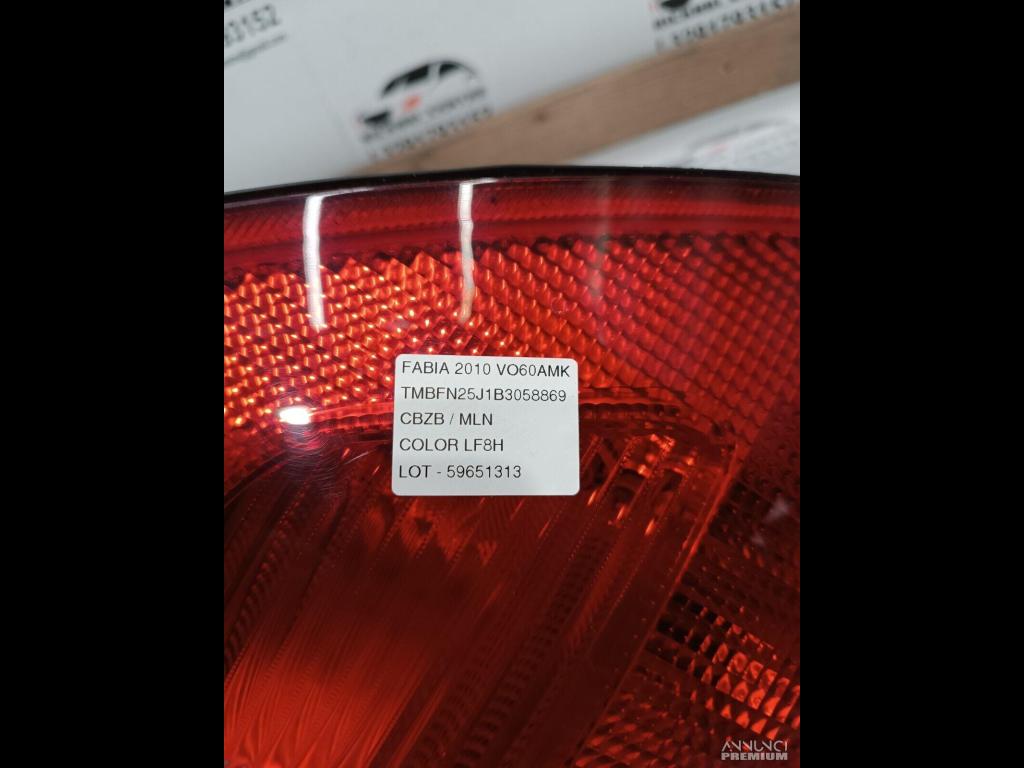 FABIA 2010 VO60AMK
TMBFN25J1B3058869
CBZB / MLN
COLOR LF8H
LOT - 59651313
ANNUNCI
PREMIUM